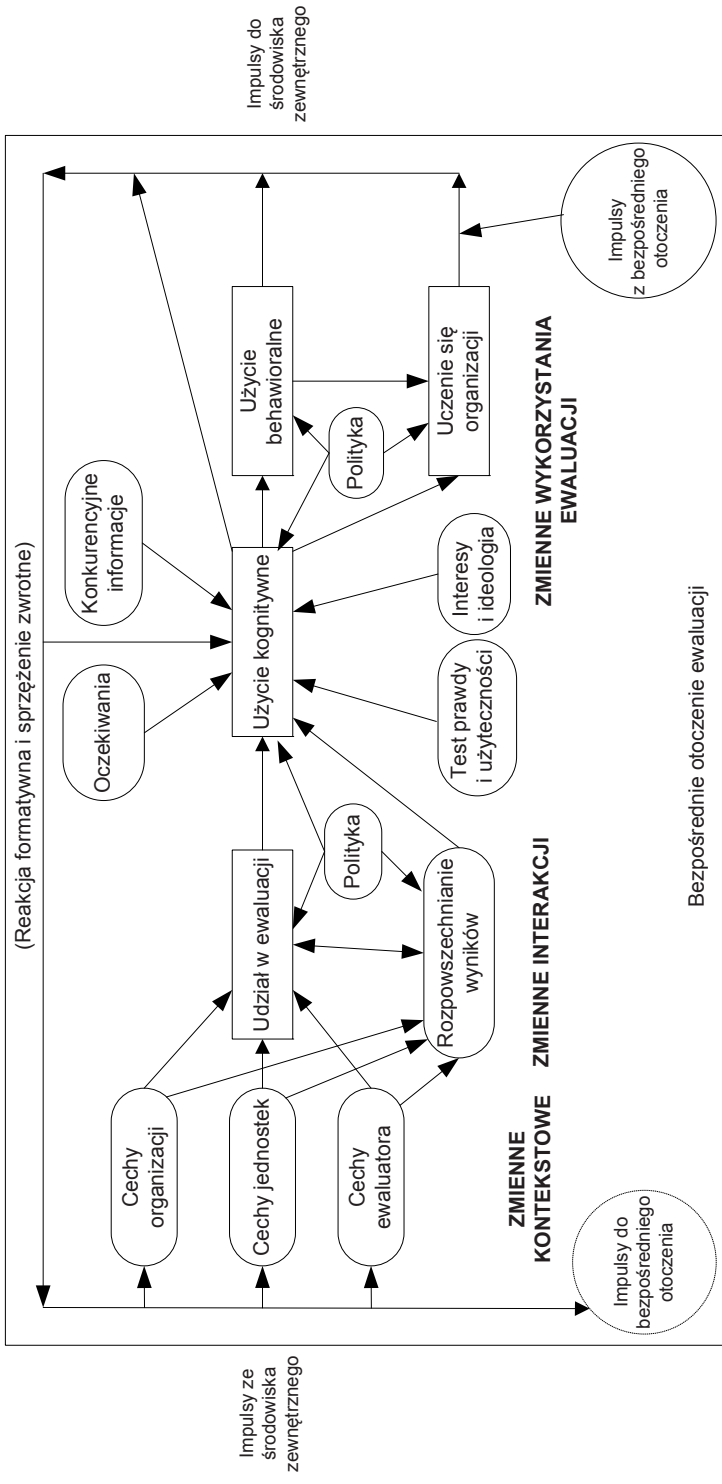 (Reakcja formatywna i sprzężenie zwrotne)
Impulsy ze
środowiska
zewnętrznego
Cechy
organizacji
Cechy jednostek
Cechy
ewaluatora
Udział w ewaluacji
Rozpowszechnianie
wyników
Polityka
Oczekiwania
Konkurencyjne
informacje
Użycie kognitywne
Test prawdy
i użyteczności
Interesy
i ideologia
Polityka
Użycie
behawioralne
Uczenie się
organizacji
Impulsy do
środowiska
zewnętrznego
ZMIENNE
KONTEKSTOWE
ZMIENNE INTERAKCJI
ZMIENNE WYKORZYSTANIA
EWALUACJI
Impulsy do
bezpośredniego
otoczenia
Impulsy
z bezpośredniego
otoczenia
Bezpośrednie otoczenie ewaluacji